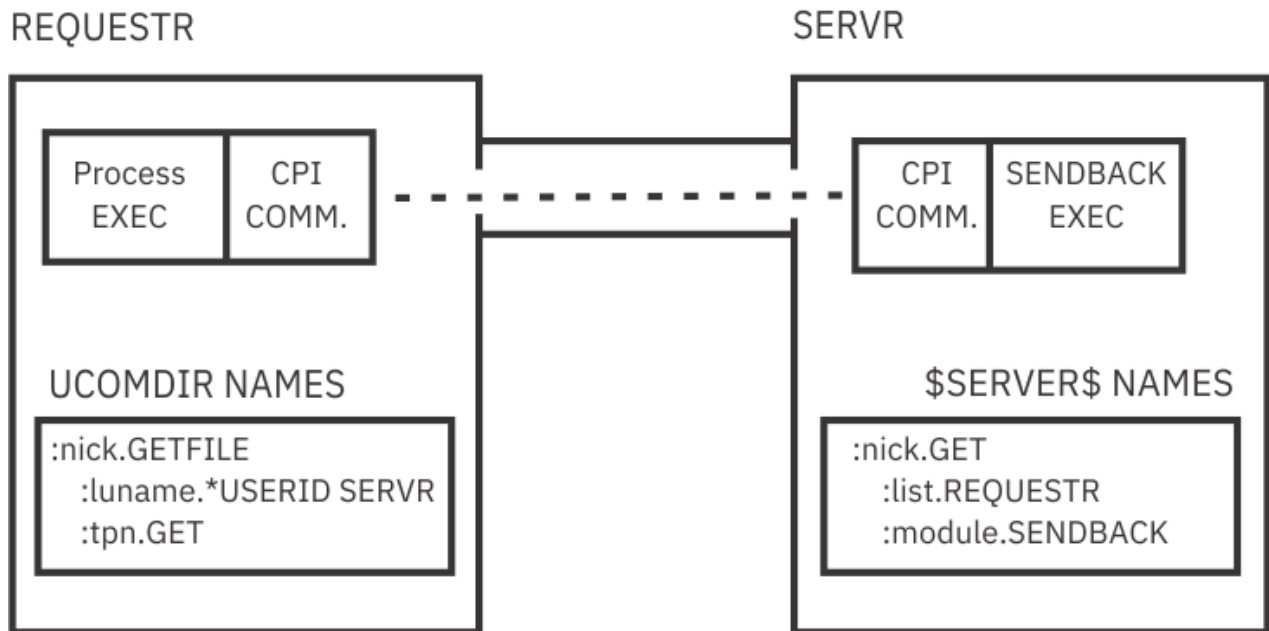 REQUESTR
SERVR
Process
EXEC
CPI
COMM.
CPI
COMM.
SENDBACK
EXEC
UCOMDIR NAMES
:nick.GETFILE
:luname.*USERID SERVR
:tpn.GET
$SERVER$ NAMES
:nick.GET
:list.REQUESTR
:module.SENDBACK